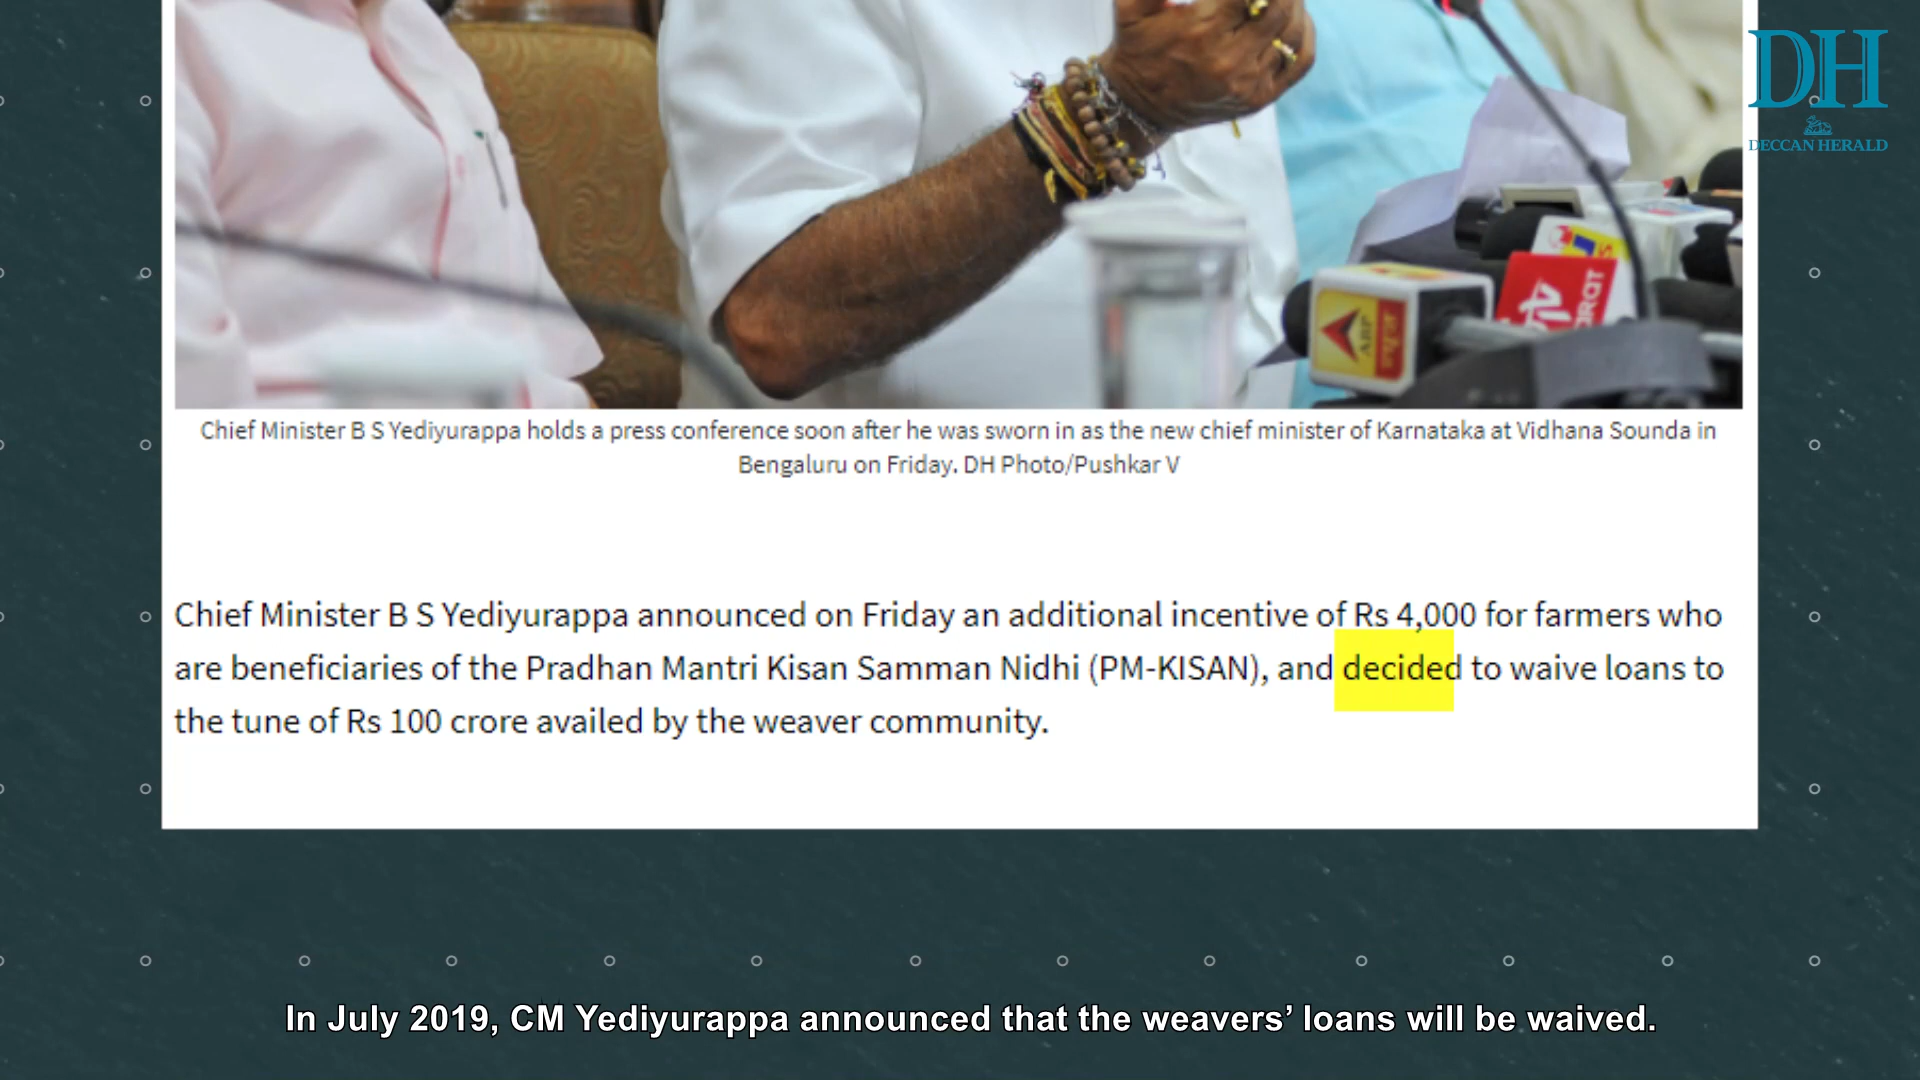 DH
DECCAN HERALD
ABP
Chief Minister B S Yediyurappa holds a press conference soon after he was sworn in as the new chief minister of Karnataka at Vidhana Sounda in
Bengaluru on Friday. DH Photo/Pushkar V
Chief Minister B S Yediyurappa announced on Friday an additional incentive of Rs 4,000 for farmers who
are beneficiaries of the Pradhan Mantri Kisan Samman Nidhi (PM-KISAN), and decided to waive loans to
the tune of Rs 100 crore availed by the weaver community.
In July 2019, CM Yediyurappa announced that the weavers’ loans will be waived.